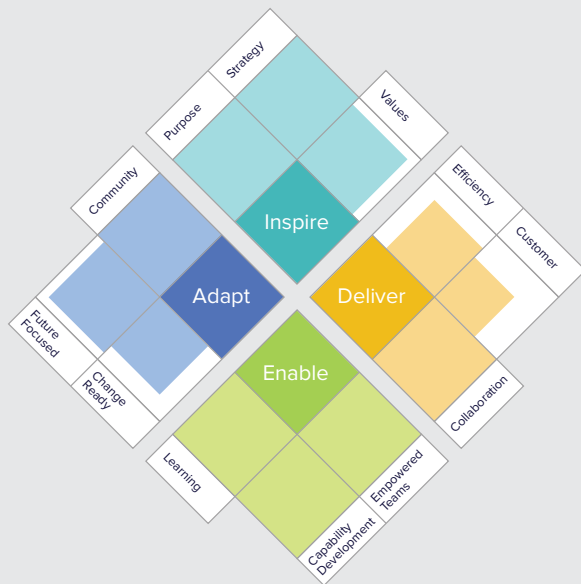 Strategy
Purpose
Values
Inspire
Community
Adapt
Future
Focused
Change
Ready
Efficiency
Customer
Deliver
Collaboration
Enable
Learning
Empowered
Teams
Capability
Development